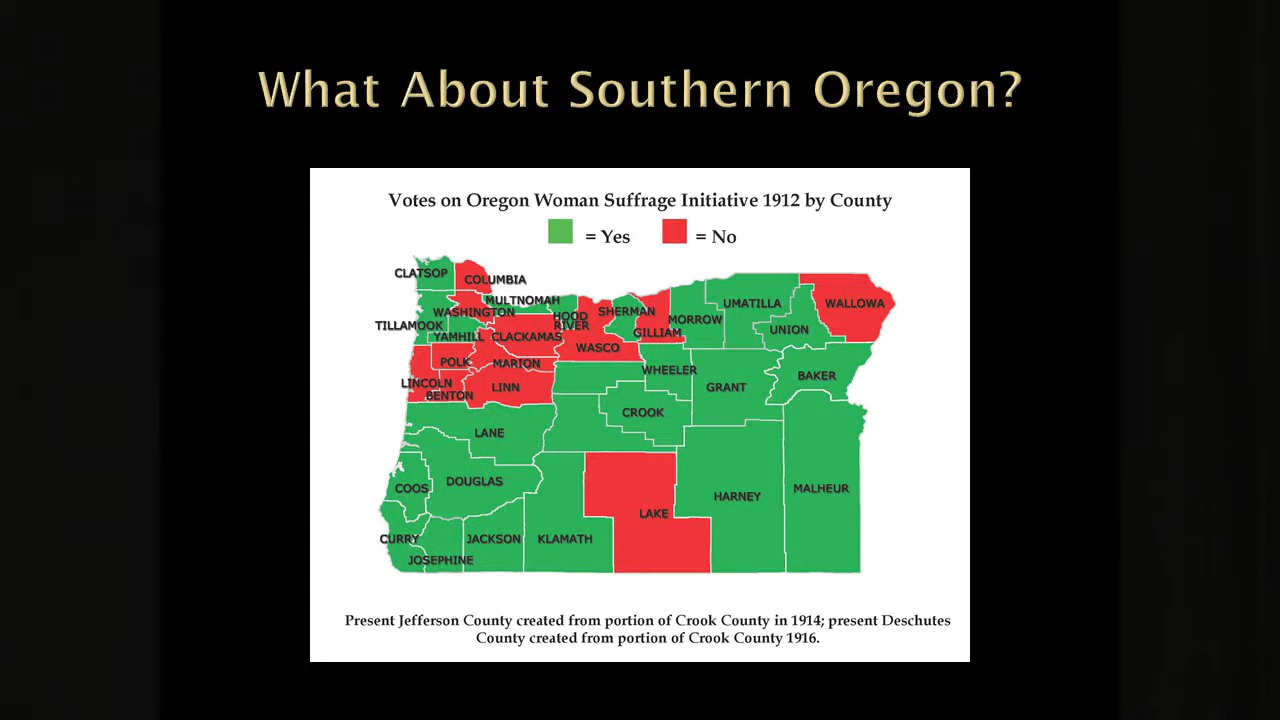 What About Southern Oregon?
Votes on Oregon Woman Suffrage Initiative 1912 by County
= Yes = No
CLATSOP
COLUMBIA
MULTNOMAH
WASHINGTON
HOOD
RIVER
SHERMAN
UMATILLA
WALLOWA
TILLAMOOK
YAMHILL
CLACKAMAS
GILLIAM
MORROW
UNION
WASCO
POLK
MARION
WHEELER
BAKER
LINCOLN
BENTON
LINN
GRANT
CROOK
LANE
DOUGLAS
COOS
HARNEY
MALHEUR
LAKE
CURRY
JOSEPHINE
JACKSON
KLAMATH
Present Jefferson County created from portion of Crook County in 1914; present Deschutes
County created from portion of Crook County 1916.